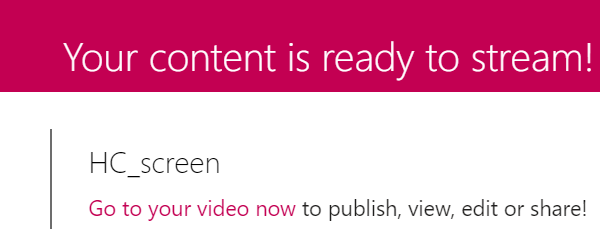 Your content is ready to stream!
HC_screen
Go to your video now to publish, view, edit or share!